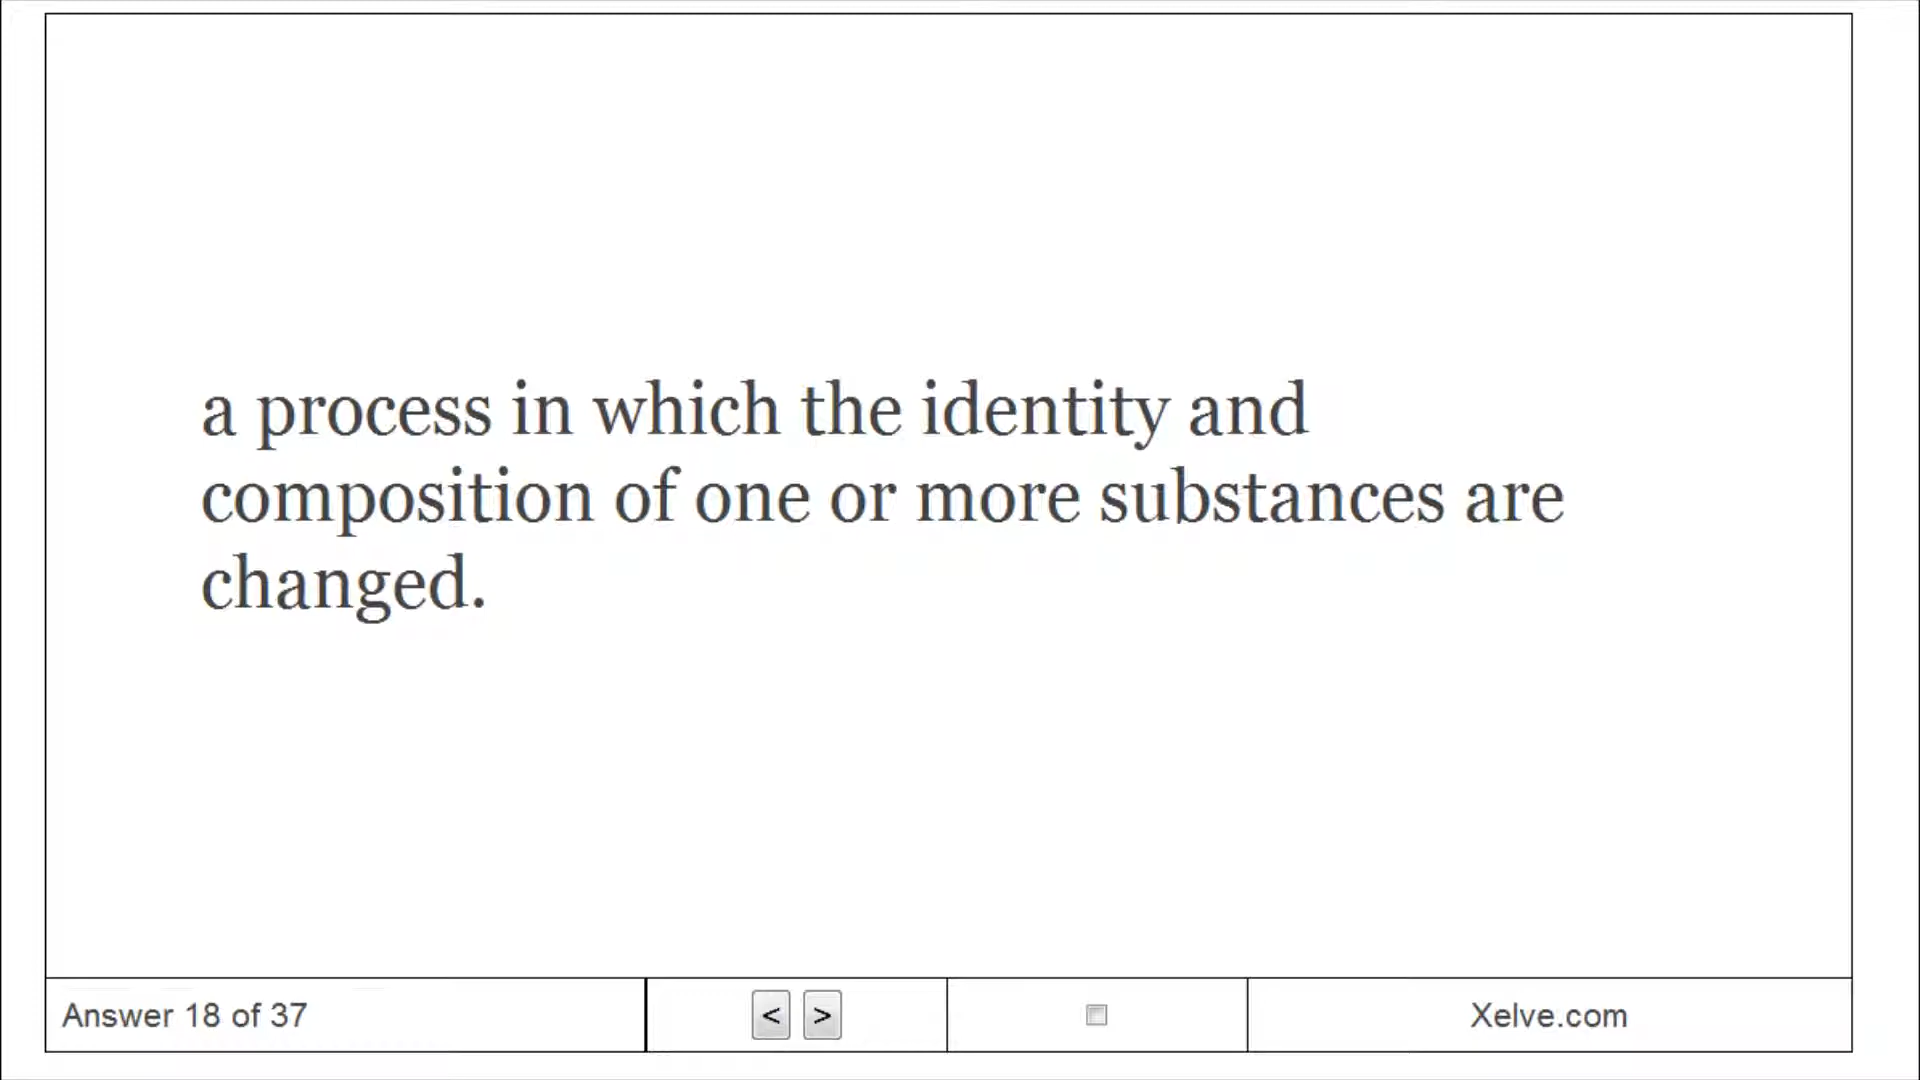 a process in which the identity and
composition of one or more substances are
changed.
Answer 18 of 37
< >
Xelve.com